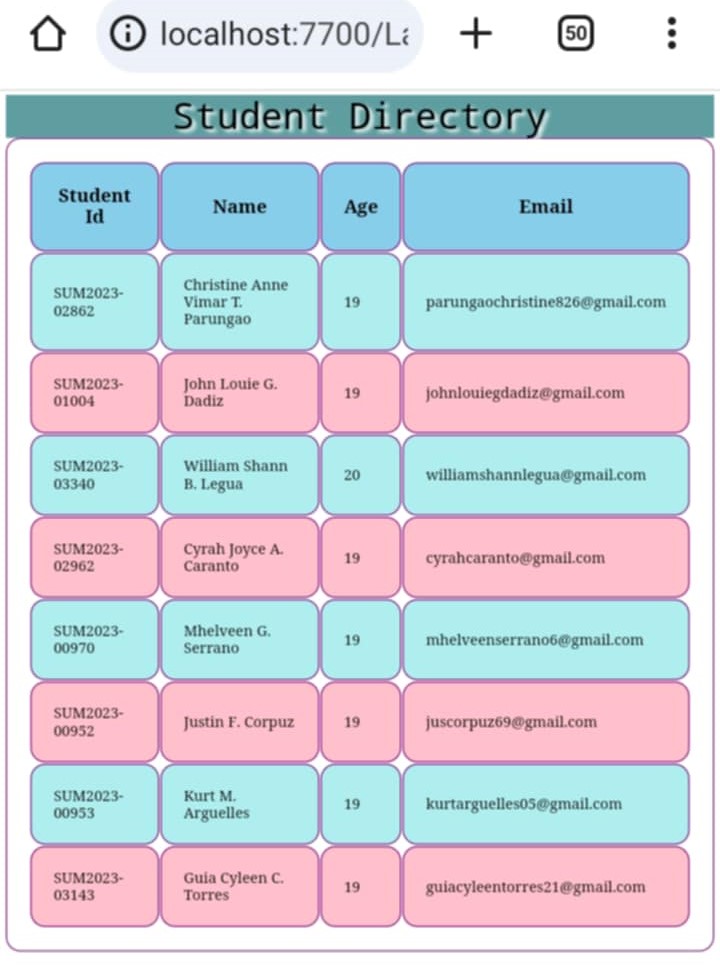 localhost:7700/La
50
Student Directory
Student
Id
Name
Age
Email
SUM2023-
02862
Christine Anne
Vimar T.
Parungao
19
parungaochristine826@gmail.com
SUM2023-
01004
John Louie G.
Dadiz
19
johnlouiegdadiz@gmail.com
SUM2023-
03340
William Shann
B. Legua
20
williamshannlegua@gmail.com
SUM2023-
02962
Cyrah Joyce A.
Caranto
19
cyrahcaranto@gmail.com
SUM2023-
00970
Mhelveen G.
Serrano
19
mhelveenserrano6@gmail.com
SUM2023-
00952
Justin F. Corpuz
19
juscorpuz69@gmail.com
SUM2023-
00953
Kurt M.
Arguelles
19
kurtarguelles05@gmail.com
SUM2023-
03143
Guia Cyleen C.
Torres
19
guiacyleentorres21@gmail.com